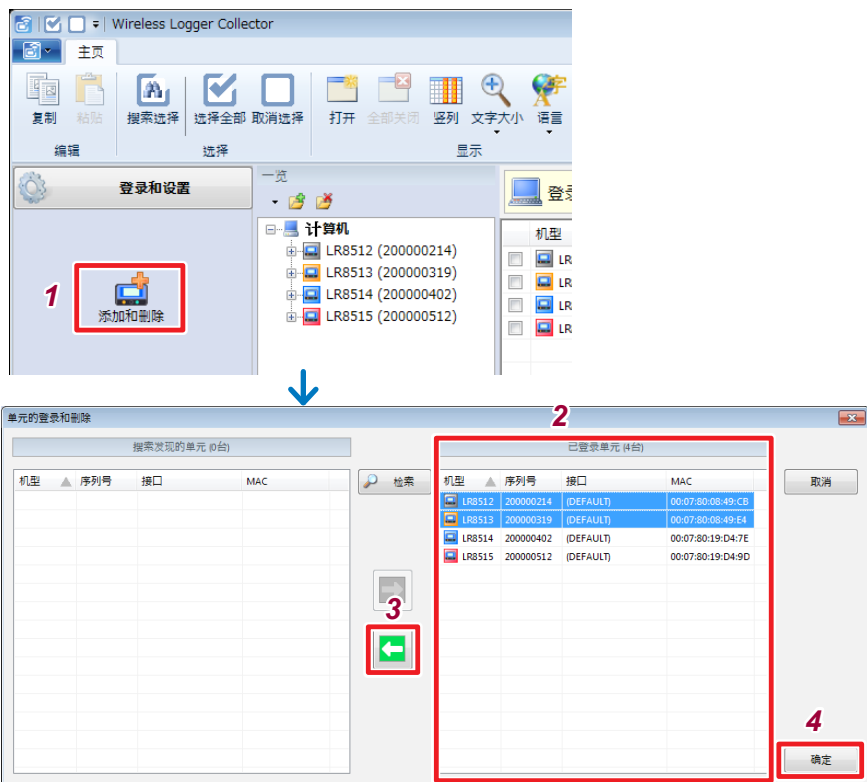 Wireless Logger Collector
主页
复制 粘贴 搜索选择 选择全部 取消选择 打开 全部关闭 竖列 文字大小 语言
编辑 选择 显示
登录和设置
一览
计算机
LR8512 (200000214)
LR8513 (200000319)
LR8514 (200000402)
LR8515 (200000512)
1
添加和删除
登
机型
LR
LR
LR
LR
单元的登录和删除
2
搜索发现的单元 (0台)
已登录单元 (4台)
机型 序列号 接口 MAC
检索
机型 序列号 接口 MAC
取消
LR8512 200000214 (DEFAULT) 00:07:80:08:49:CB
LR8513 200000319 (DEFAULT) 00:07:80:08:49:E4
LR8514 200000402 (DEFAULT) 00:07:80:19:D4:7E
LR8515 200000512 (DEFAULT) 00:07:80:19:D4:9D
3
4
确定